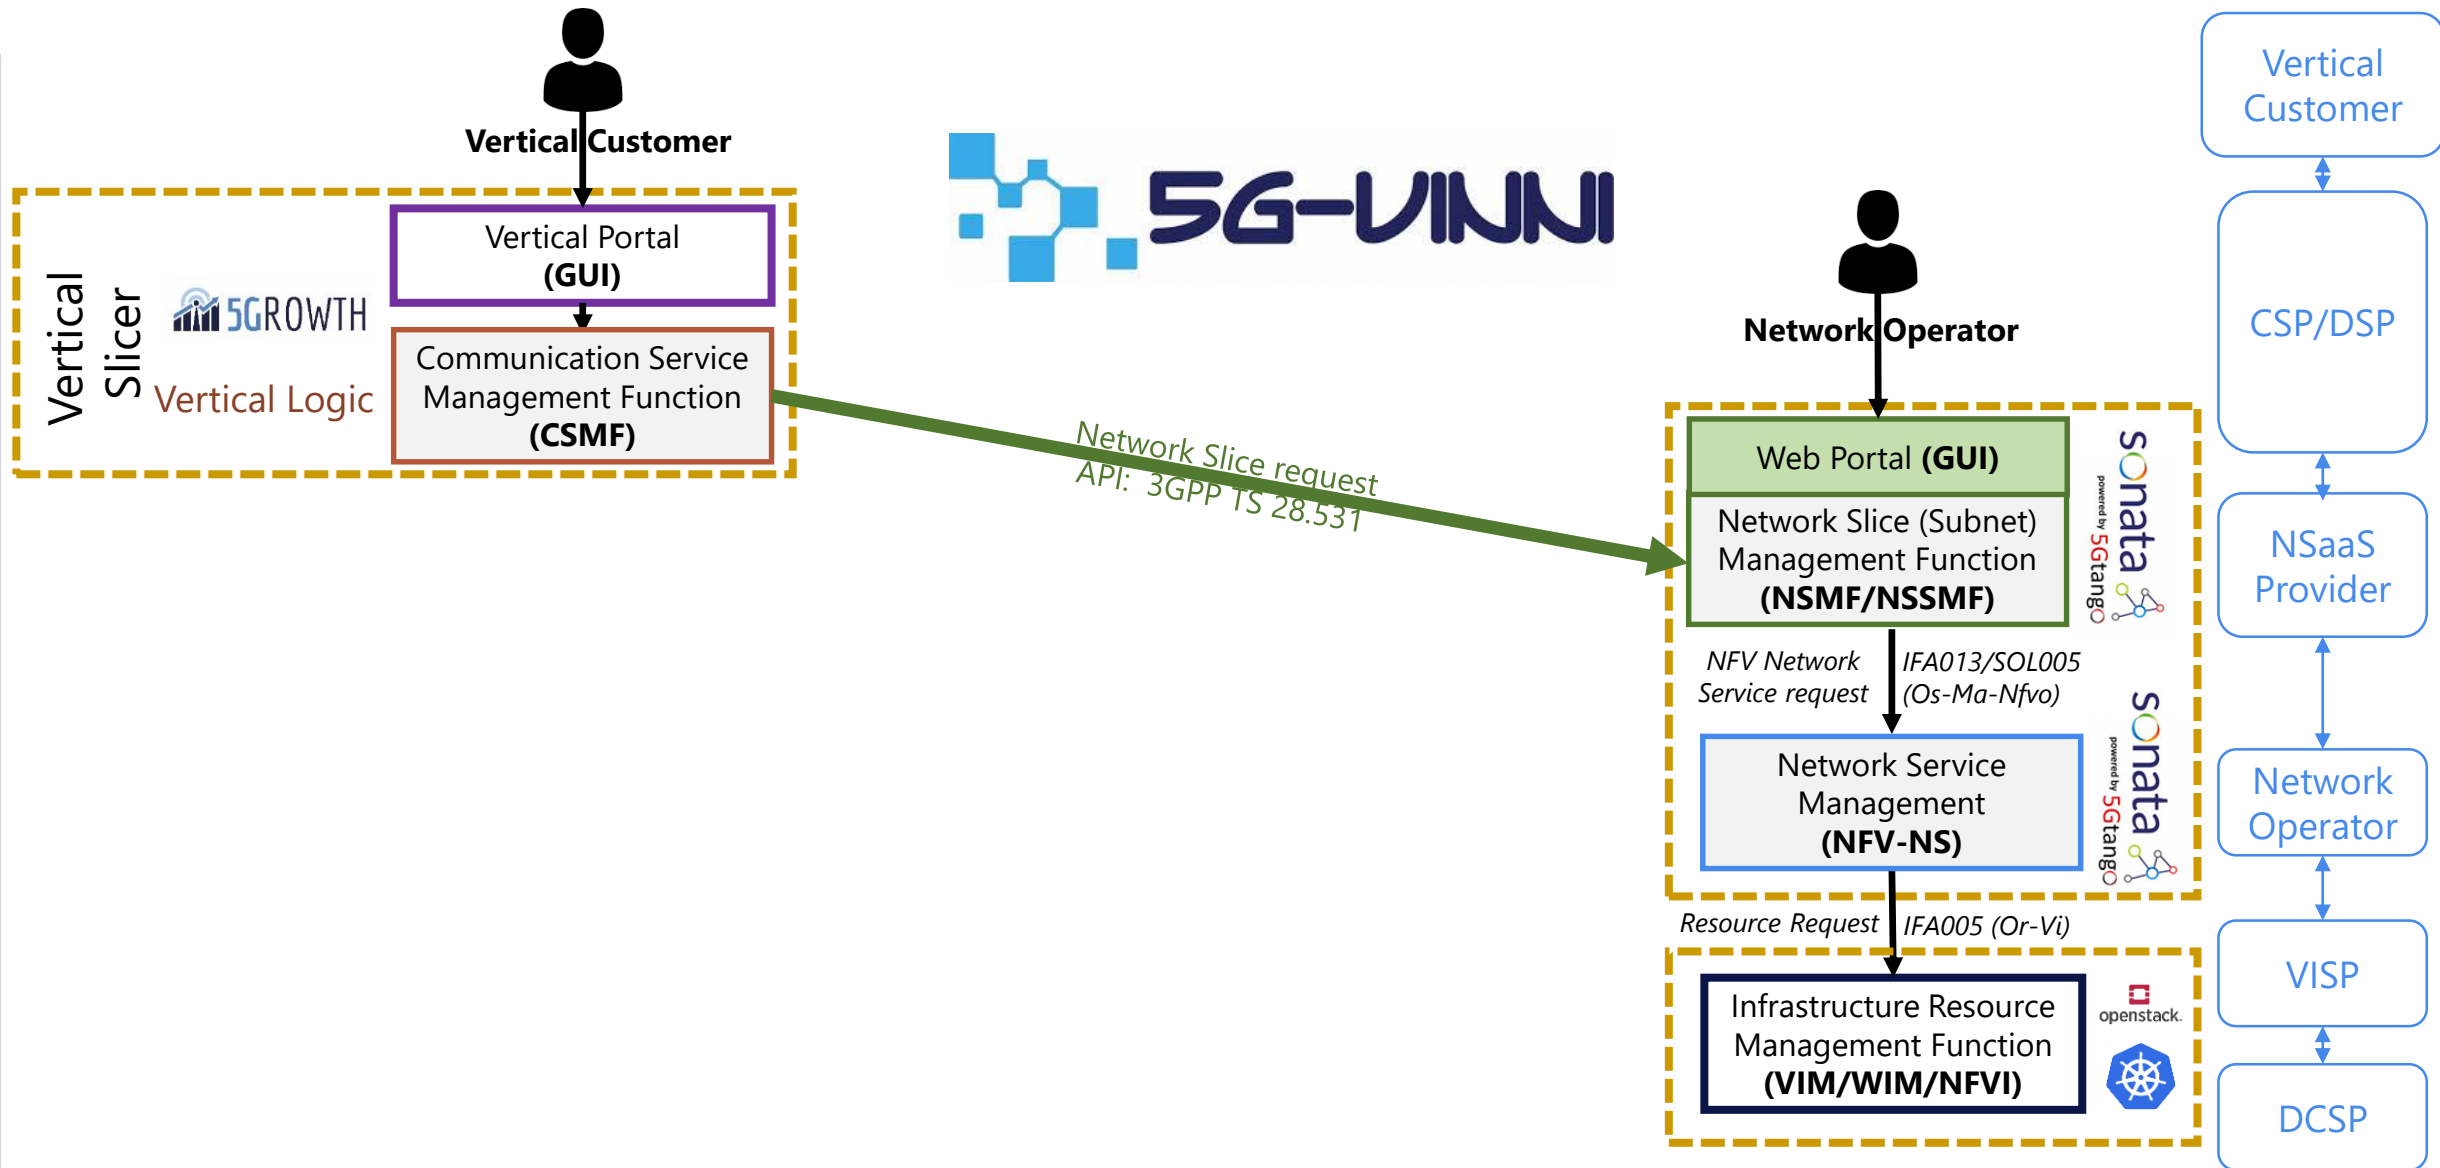 Vertical Customer
Vertical
Slicer
5GROWTH
Vertical Logic
Vertical Portal
(GUI)
Communication Service
Management Function
(CSMF)
5G-VINNI
Network Slice request
API: 3GPP TS 28.531
Network Operator
Web Portal (GUI)
Network Slice (Subnet)
Management Function
(NSMF/NSSMF)
sonata
powered by 5Gtango
NFV Network
Service request
IFA013/SOL005
(Os-Ma-Nfvo)
Network Service
Management
(NFV-NS)
sonata
powered by 5Gtango
Resource Request
IFA005 (Or-Vi)
Infrastructure Resource
Management Function
(VIM/WIM/NFVI)
openstack.
Vertical
Customer
CSP/DSP
NSaaS
Provider
Network
Operator
VISP
DCSP